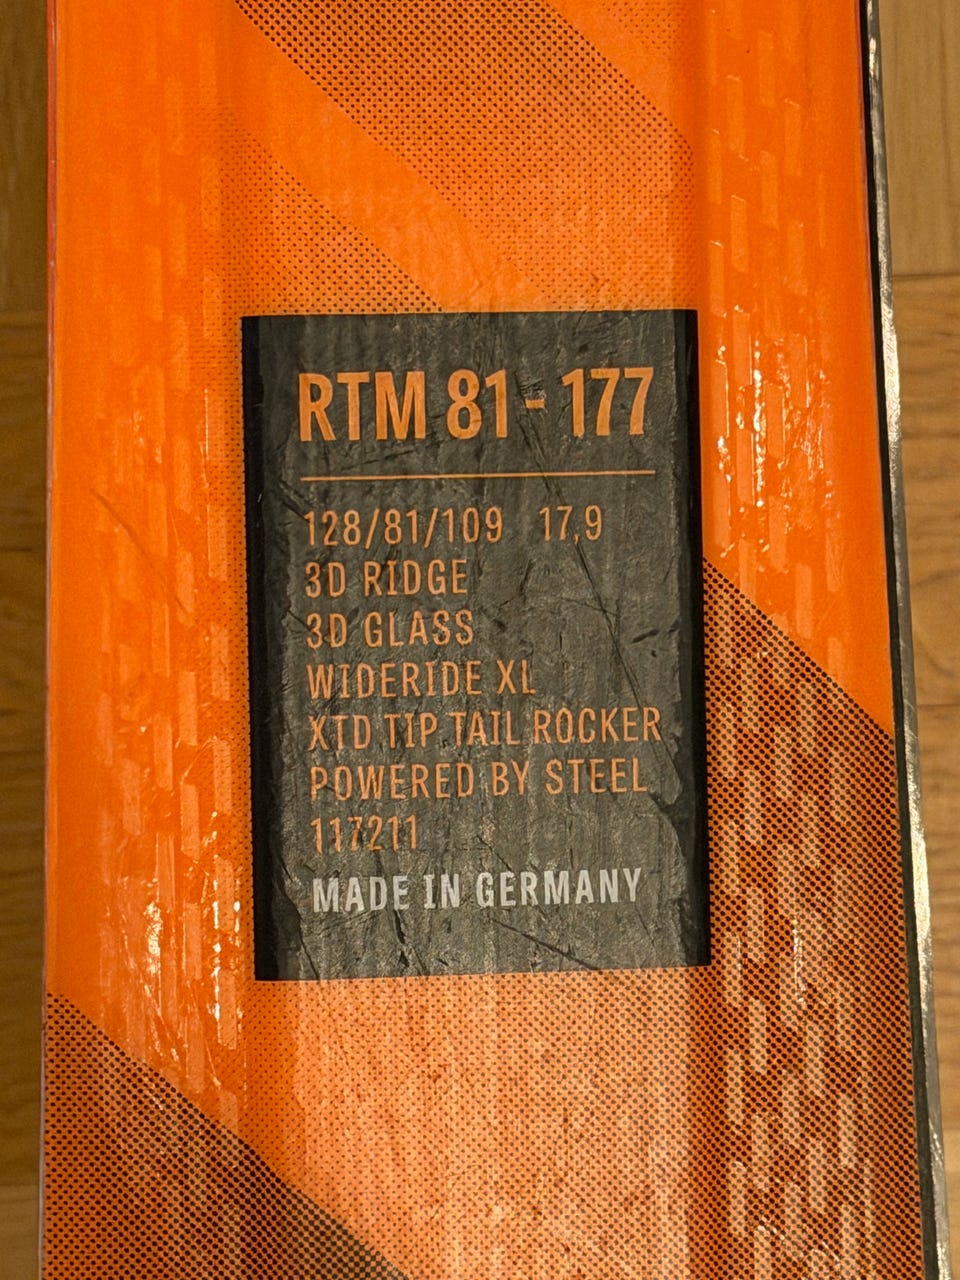 RTM 81 - 177
128/81/109 17,9
3D RIDGE
3D GLASS
WIDERIDE XL
XTD TIP TAIL ROCKER
POWERED BY STEEL
117211
MADE IN GERMANY